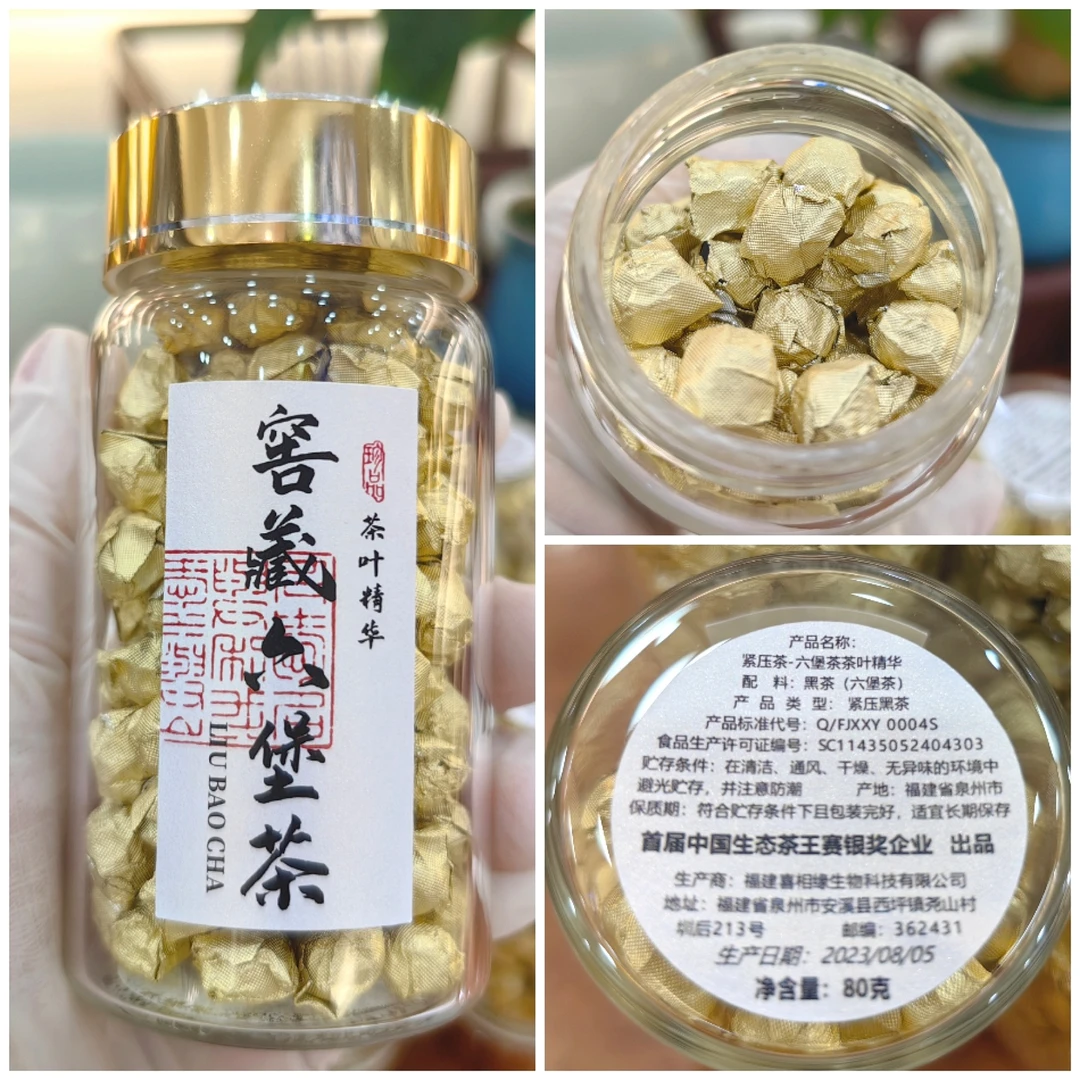 窖藏六堡茶
珍品
茶叶精华
LIU BAO CHA
产品名称：
紧压茶-六堡茶茶叶精华
配 料：黑茶（六堡茶）
产 品 类 型： 紧压黑茶
产品标准代号：Q/FJXXY 0004S
食品生产许可证编号：SC11435052404303
贮存条件：在清洁、通风、干燥、无异味的环境中
避光贮存，并注意防潮 产地：福建省泉州市
保质期：符合贮存条件下且包装完好，适宜长期保存
首届中国生态茶王赛银奖企业 出品
生产商：福建喜相缘生物科技有限公司
地址：福建省泉州市安溪县西坪镇尧山村
圳后213号 邮编：362431
生产日期：2023/08/05
净含量：80克